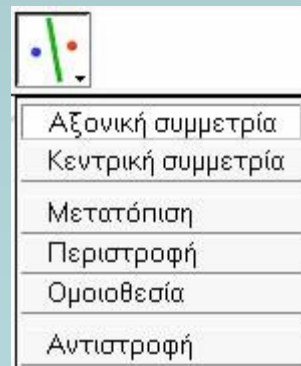 Αξονική συμμετρία
Κεντρική συμμετρία
Μετατόπιση
Περιστροφή
Ομοιοθεσία
Αντιστροφή